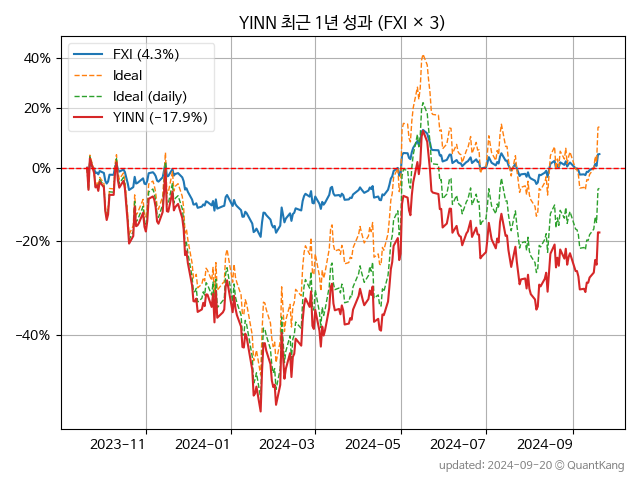 YINN 최근 1년 성과 (FXI × 3)
FXI (4.3%)
Ideal
Ideal (daily)
YINN (−17.9%)
40%
20%
0%
−20%
−40%
2023−11
2024−01
2024−03
2024−05
2024−07
2024−09
updated: 2024−09−20 ⓒ QuantKang